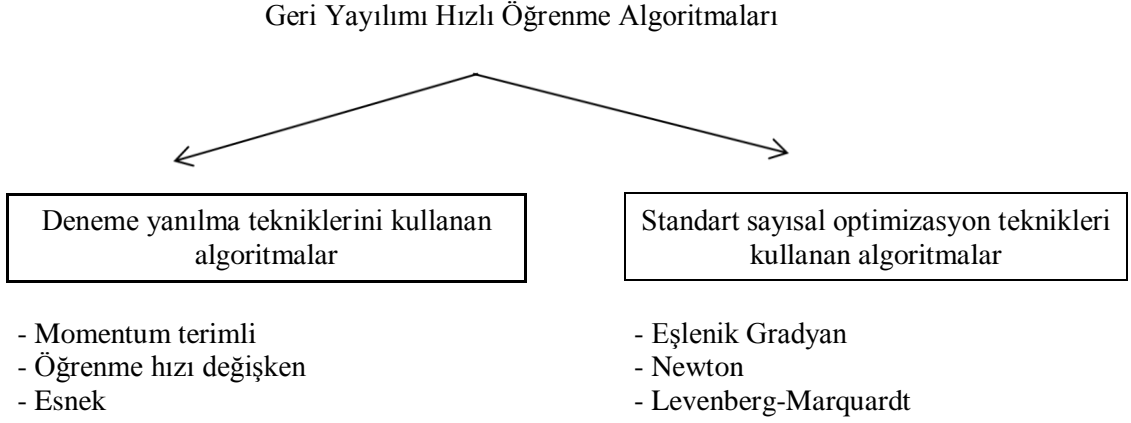 Geri Yayılımı Hızlı Öğrenme Algoritmaları
Deneme yanılma tekniklerini kullanan
algoritmalar
- Momentum terimli
- Öğrenme hızı değişken
- Esnek
Standart sayısal optimizasyon teknikleri
kullanan algoritmalar
- Eşlenik Gradyan
- Newton
- Levenberg-Marquardt